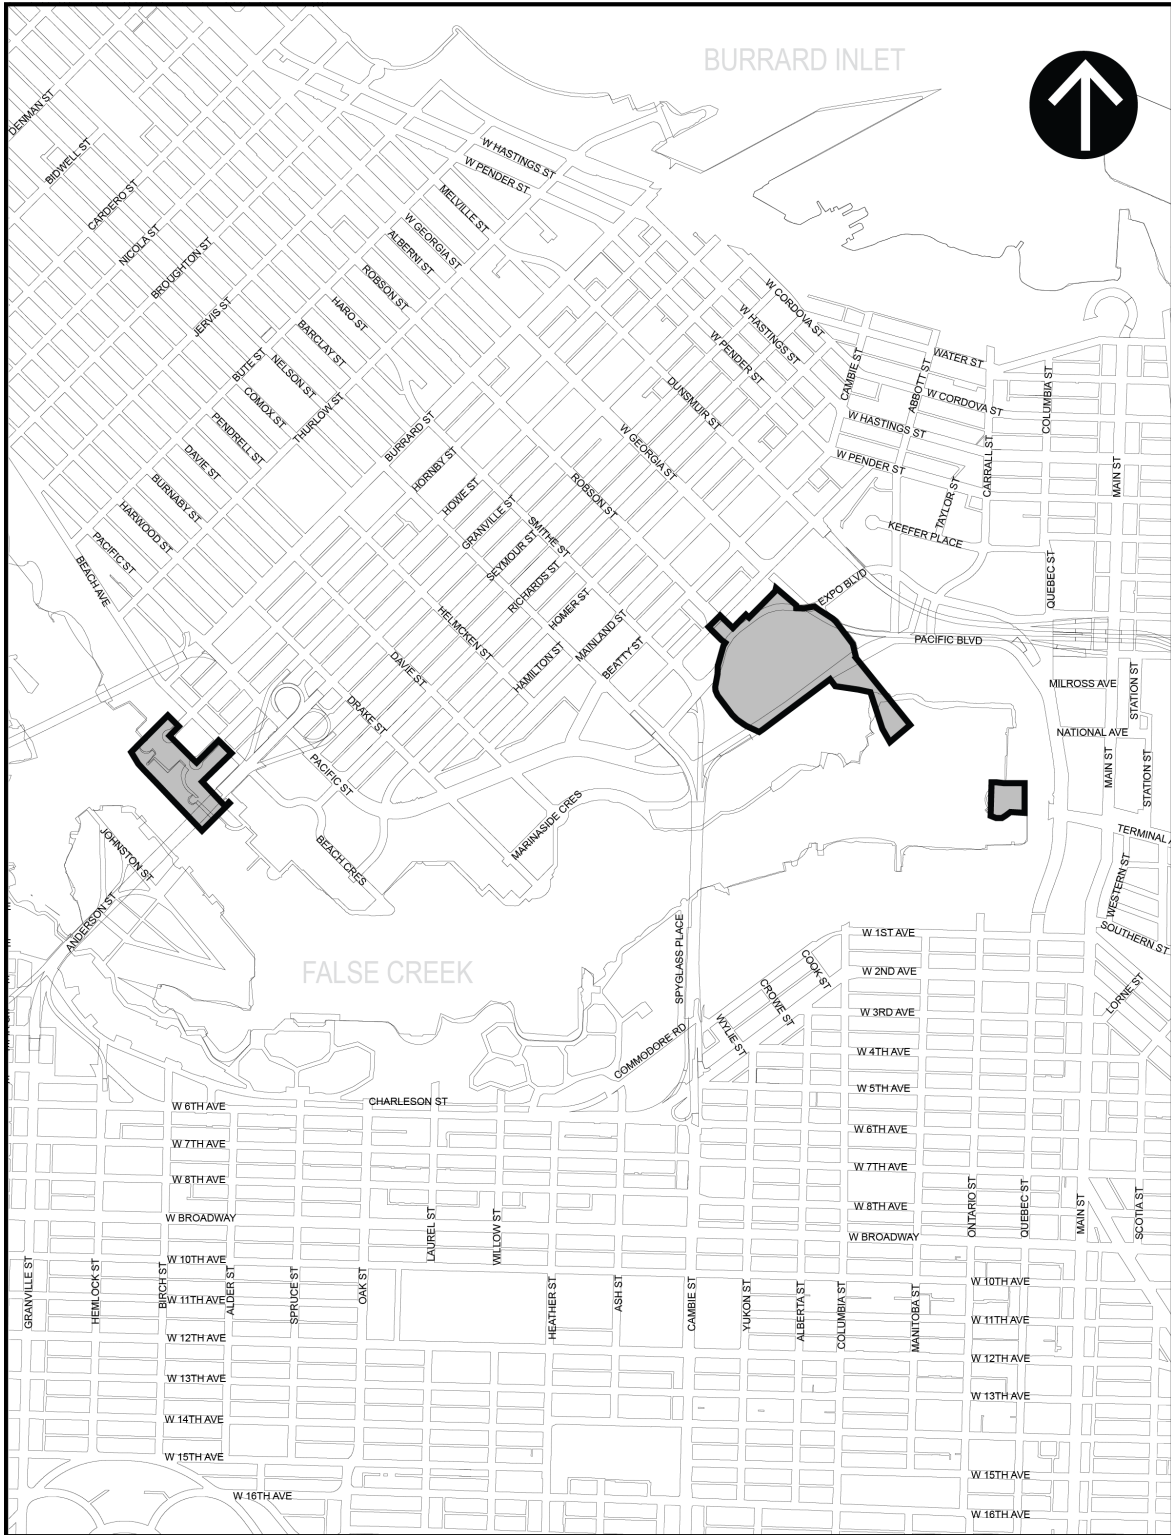 BURRARD INLET
DENMAN ST
BIDWELL ST
CARDERO ST
NICOLA ST
BROUGHTON ST
JERVIS ST
BUTE ST
THURLOW ST
BURRARD ST
HORNBY ST
HOWE ST
GRANVILLE ST
SEYMOUR ST
RICHARDS ST
HOMER ST
MAINLAND ST
HAMILTON ST
BEATTY ST
W HASTINGS ST
W PENDER ST
MELVILLE ST
W GEORGIA ST
ALBERNI ST
ROBSON ST
HARO ST
BARCLAY ST
NELSON ST
COMOX ST
PENDRELL ST
DAVIE ST
BURNABY ST
HARWOOD ST
PACIFIC ST
BEACH AVE
W CORDOVA ST
W HASTINGS ST
W PENDER ST
DUNSMUIR ST
W GEORGIA ST
ROBSON ST
SMITHE ST
HELMCKEN ST
DAVIE ST
DRAKE ST
PACIFIC ST
BEACH CRES
MARINASIDE CRES
CAMBIE ST
ABBOTT ST
WATER ST
W CORDOVA ST
W HASTINGS ST
W PENDER ST
CARRALL ST
COLUMBIA ST
MAIN ST
TAYLOR ST
KEEFER PLACE
QUEBEC ST
EXPO BLVD
PACIFIC BLVD
MILROSS AVE
STATION ST
NATIONAL AVE
MAIN ST
STATION ST
TERMINAL
WESTERN ST
SOUTHERN ST
LORNE ST
JOHNSTON ST
ANDERSON ST
FALSE CREEK
SPYGLASS PLACE
COMMODORE RD
WYLIE ST
CROWE ST
COOK ST
W 1ST AVE
W 2ND AVE
W 3RD AVE
W 4TH AVE
W 5TH AVE
W 6TH AVE
W 7TH AVE
W 8TH AVE
W BROADWAY
CHARLESON ST
W 6TH AVE
W 7TH AVE
W 8TH AVE
W BROADWAY
W 10TH AVE
W 11TH AVE
W 12TH AVE
W 13TH AVE
W 14TH AVE
W 15TH AVE
W 16TH AVE
GRANVILLE ST
HEMLOCK ST
BIRCH ST
ALDER ST
SPRUCE ST
OAK ST
LAUREL ST
WILLOW ST
HEATHER ST
ASH ST
CAMBIE ST
YUKON ST
ALBERTA ST
COLUMBIA ST
MANITOBA ST
ONTARIO ST
QUEBEC ST
MAIN ST
SCOTIA ST
W 10TH AVE
W 11TH AVE
W 12TH AVE
W 13TH AVE
W 15TH AVE
W 16TH AVE